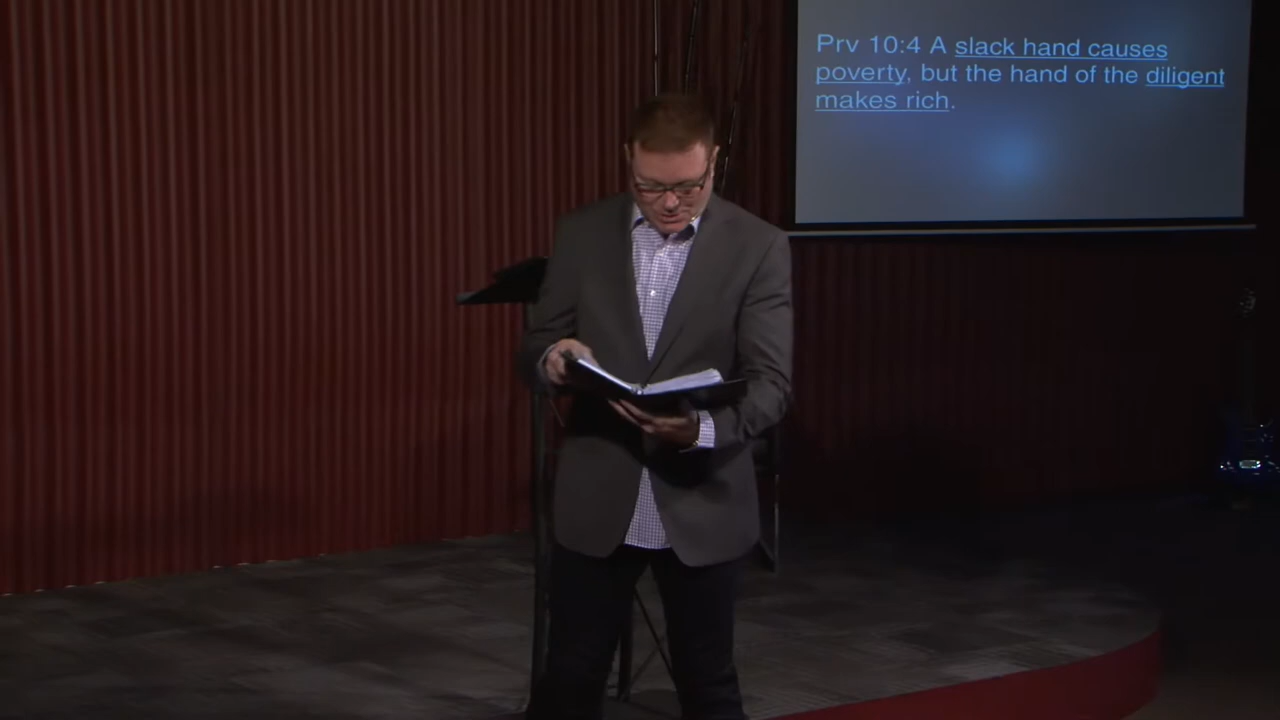 Prv 10:4 A slack hand causes
poverty, but the hand of the diligent
makes rich.